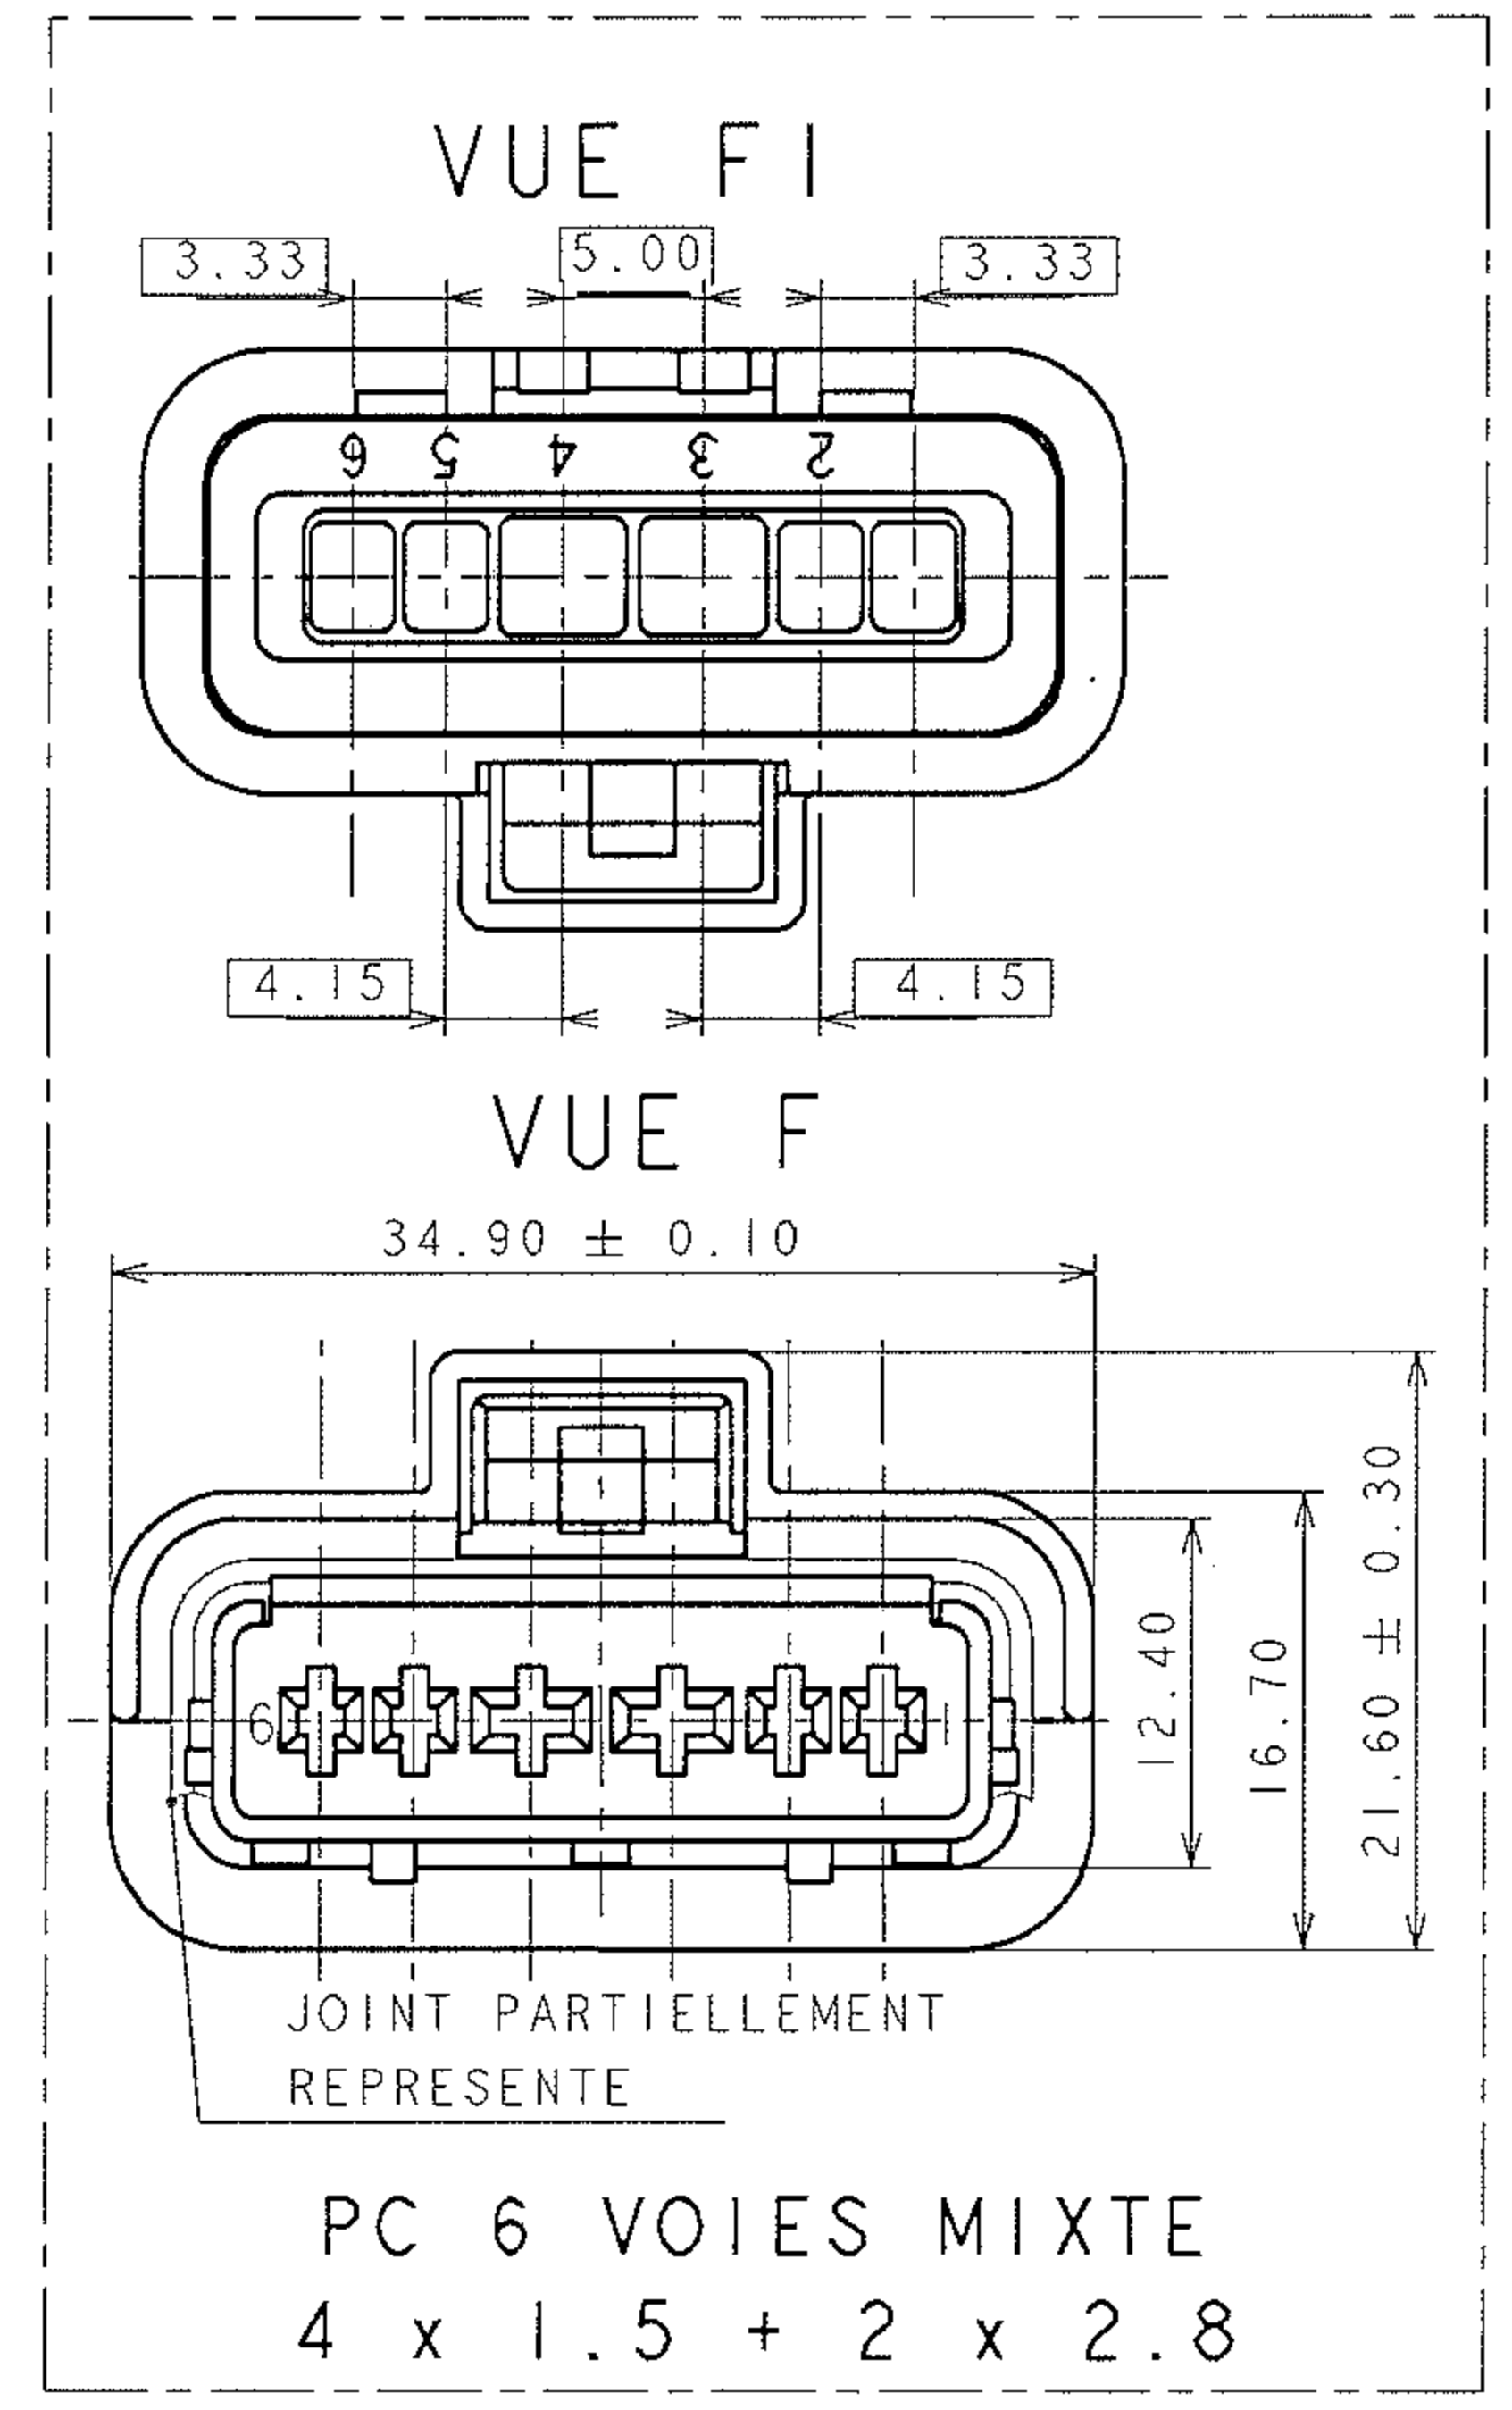 VUE F1
3.33 5.00 3.33
6 5 4 3 2
4.15 4.15
VUE F
34.90 ± 0.10
6 1
12.40
16.70
21.60 ± 0.30
JOINT PARTIELLEMENT
REPRESENTE
PC 6 VOIES MIXTE
4 x 1.5 + 2 x 2.8